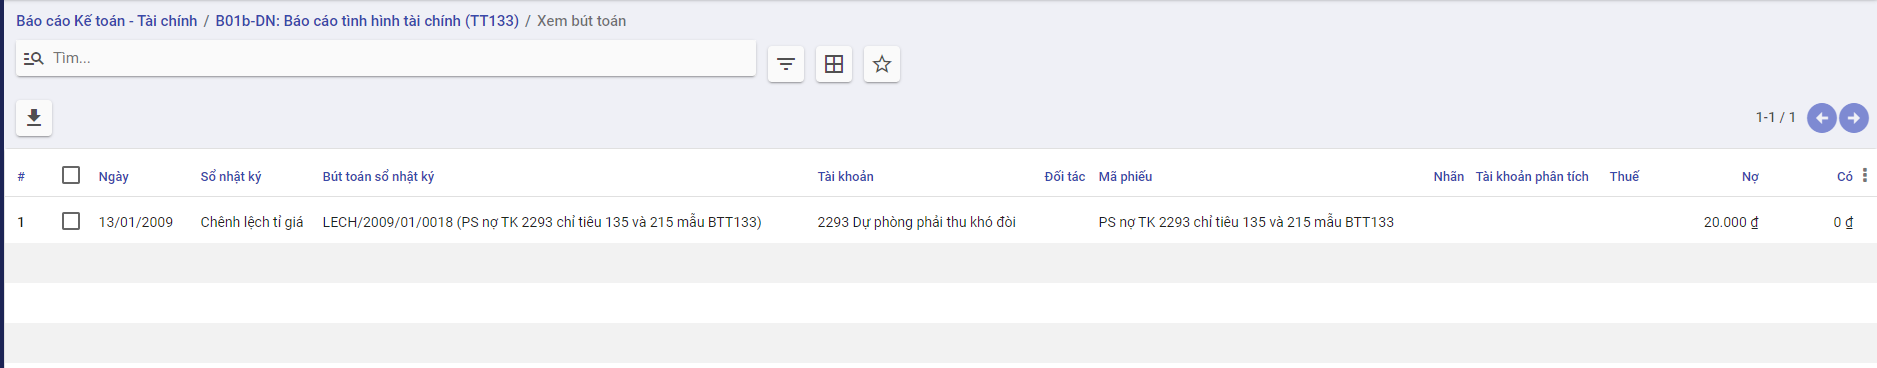 Báo cáo Kế toán - Tài chính / B01b-DN: Báo cáo tình hình tài chính (TT133) / Xem bút toán
Tìm...
1-1 / 1
# Ngày Sổ nhật ký Bút toán sổ nhật ký Tài khoản Đối tác Mã phiếu Nhãn Tài khoản phân tích Thuế Nợ Có
1 13/01/2009 Chênh lệch tỉ giá LECH/2009/01/0018 (PS nợ TK 2293 chỉ tiêu 135 và 215 mẫu BTT133) 2293 Dự phòng phải thu khó đòi PS nợ TK 2293 chỉ tiêu 135 và 215 mẫu BTT133 20.000 ₫ 0 ₫